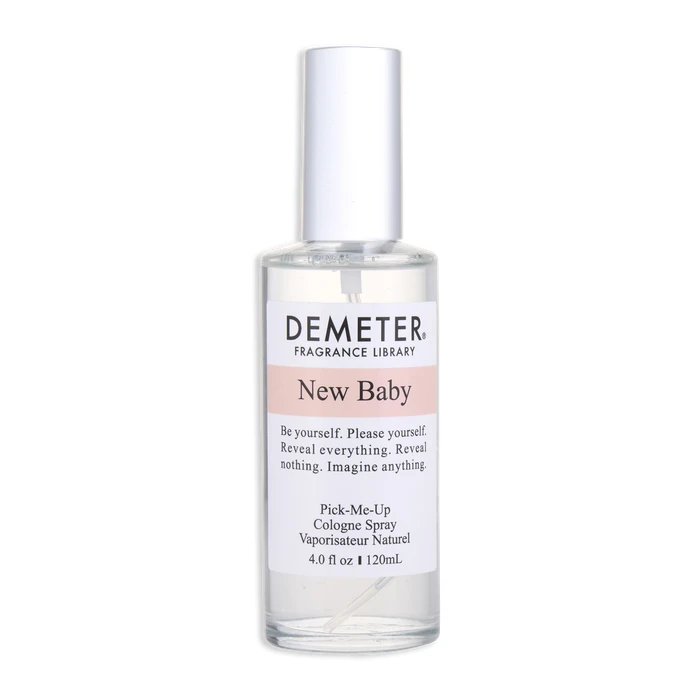 DEMETER®
FRAGRANCE LIBRARY
New Baby
Be yourself. Please yourself.
Reveal everything. Reveal
nothing. Imagine anything.
Pick-Me-Up
Cologne Spray
Vaporisateur Naturel
4.0 fl oz ▮ 120mL